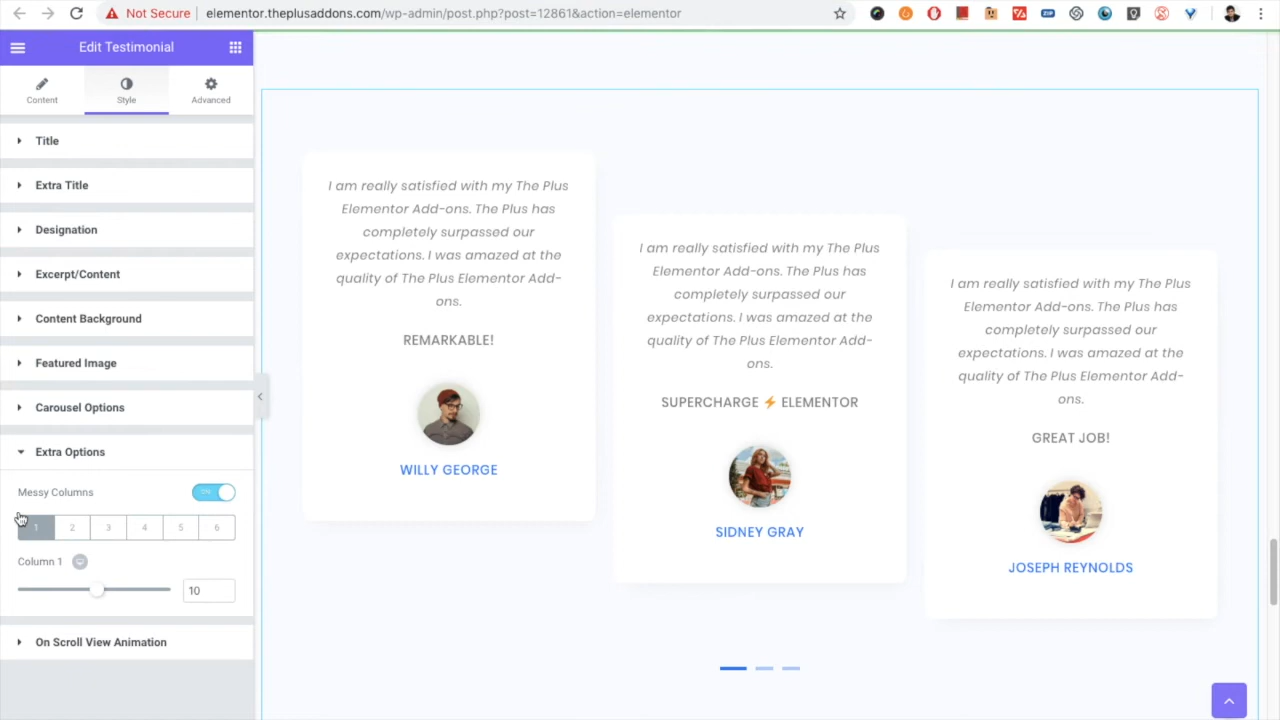 Not Secure elementor.theplusaddons.com/wp-admin/post.php?post=12861&action=elementor
ZIP
Edit Testimonial
Content
Style
Advanced
Title
Extra Title
Designation
Excerpt/Content
Content Background
Featured Image
Carousel Options
Extra Options
Messy Columns
ON
1 2 3 4 5 6
Column 1
10
On Scroll View Animation
I am really satisfied with my The Plus
Elementor Add-ons. The Plus has
completely surpassed our
expectations. I was amazed at the
quality of The Plus Elementor Add-
ons.
REMARKABLE!
WILLY GEORGE
I am really satisfied with my The Plus
Elementor Add-ons. The Plus has
completely surpassed our
expectations. I was amazed at the
quality of The Plus Elementor Add-
ons.
SUPERCHARGE ⚡ ELEMENTOR
SIDNEY GRAY
I am really satisfied with my The Plus
Elementor Add-ons. The Plus has
completely surpassed our
expectations. I was amazed at the
quality of The Plus Elementor Add-
ons.
GREAT JOB!
JOSEPH REYNOLDS